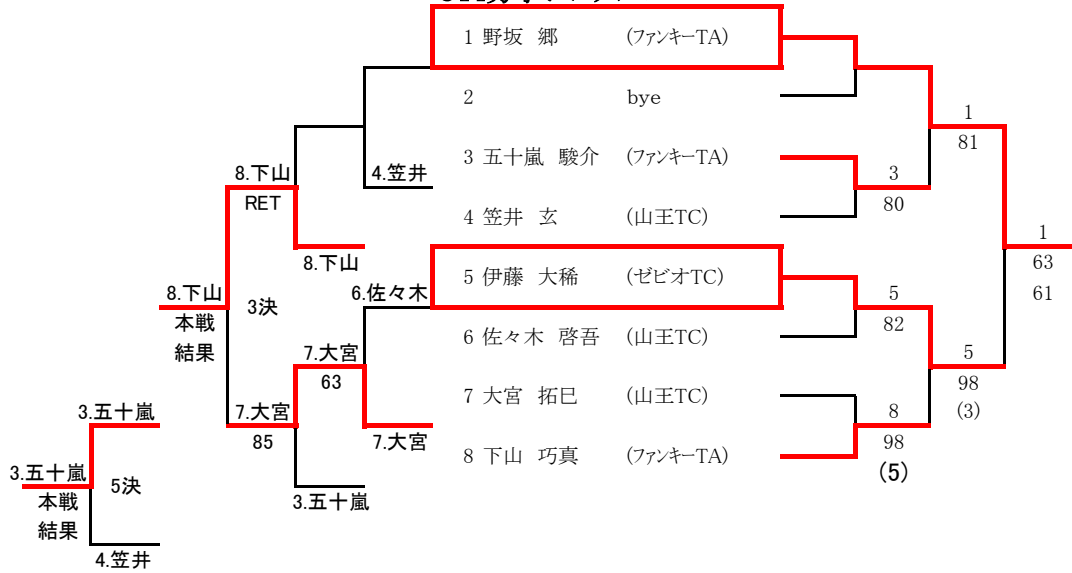 1 野坂 郷 (ファンキーTA)
2 bye
3 五十嵐 駿介 (ファンキーTA)
4 笠井 玄 (山王TC)
5 伊藤 大稀 (ゼビオTC)
6 佐々木 啓吾 (山王TC)
7 大宮 拓巳 (山王TC)
8 下山 巧真 (ファンキーTA)
1
81
3
80
1
63
61
5
82
5
98
(3)
8
98
(5)
4.笠井
8.下山
RET
8.下山
6.佐々木
8.下山
3決
本戦
結果
7.大宮
63
7.大宮
85
7.大宮
3.五十嵐
3.五十嵐
3.五十嵐
5決
本戦
結果
4.笠井